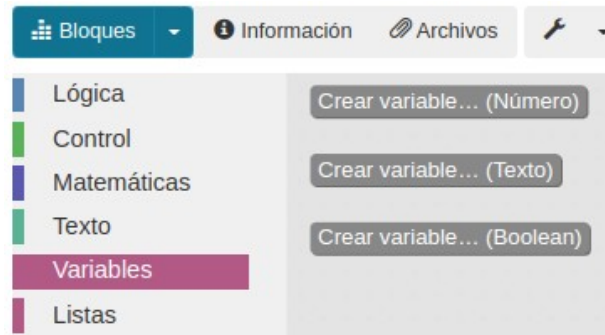 Bloques Información Archivos
Lógica
Control
Matemáticas
Texto
Variables
Listas
Crear variable… (Número)
Crear variable… (Texto)
Crear variable… (Boolean)